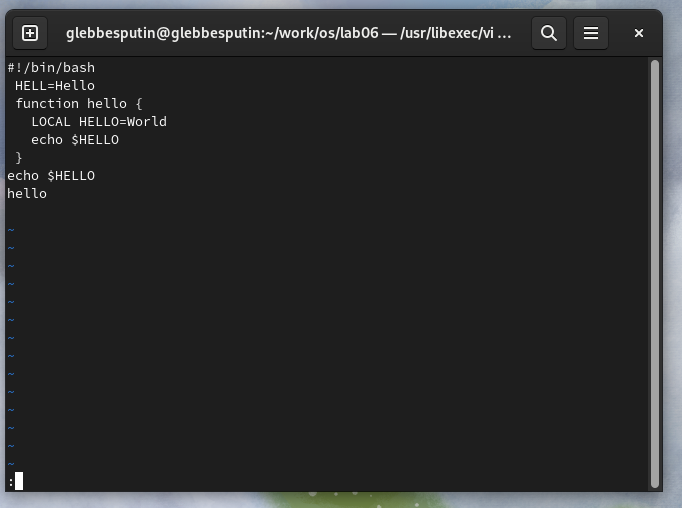 glebbesputin@glebbesputin:~/work/os/lab06 — /usr/libexec/vi ...
#!/bin/bash
 HELL=Hello
 function hello {
   LOCAL HELLO=World
   echo $HELLO
 }
echo $HELLO
hello
~
~
~
~
~
~
~
~
~
~
~
~
~
~
: